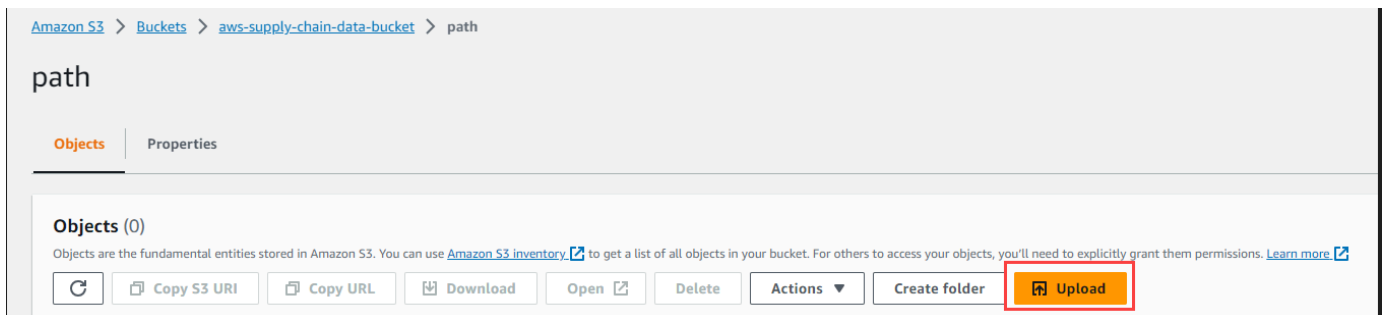 Amazon S3 > Buckets > aws-supply-chain-data-bucket > path
path
Objects Properties
Objects (0)
Objects are the fundamental entities stored in Amazon S3. You can use Amazon S3 inventory to get a list of all objects in your bucket. For others to access your objects, you'll need to explicitly grant them permissions. Learn more
Copy S3 URI Copy URL Download Open Delete Actions Create folder Upload